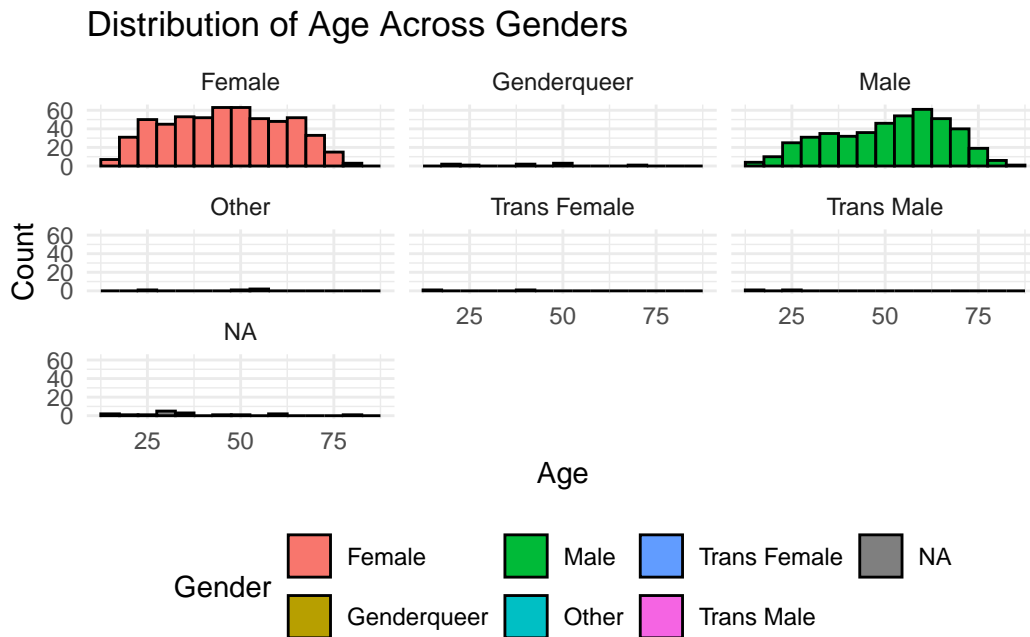 Distribution of Age Across Genders
Female
Genderqueer
Male
60
40
20
0
Other
Trans Female
Trans Male
60
40
20
0
25
50
75
25
50
75
NA
60
40
20
0
25
50
75
Count
Age
Gender
Female
Male
Trans Female
NA
Genderqueer
Other
Trans Male